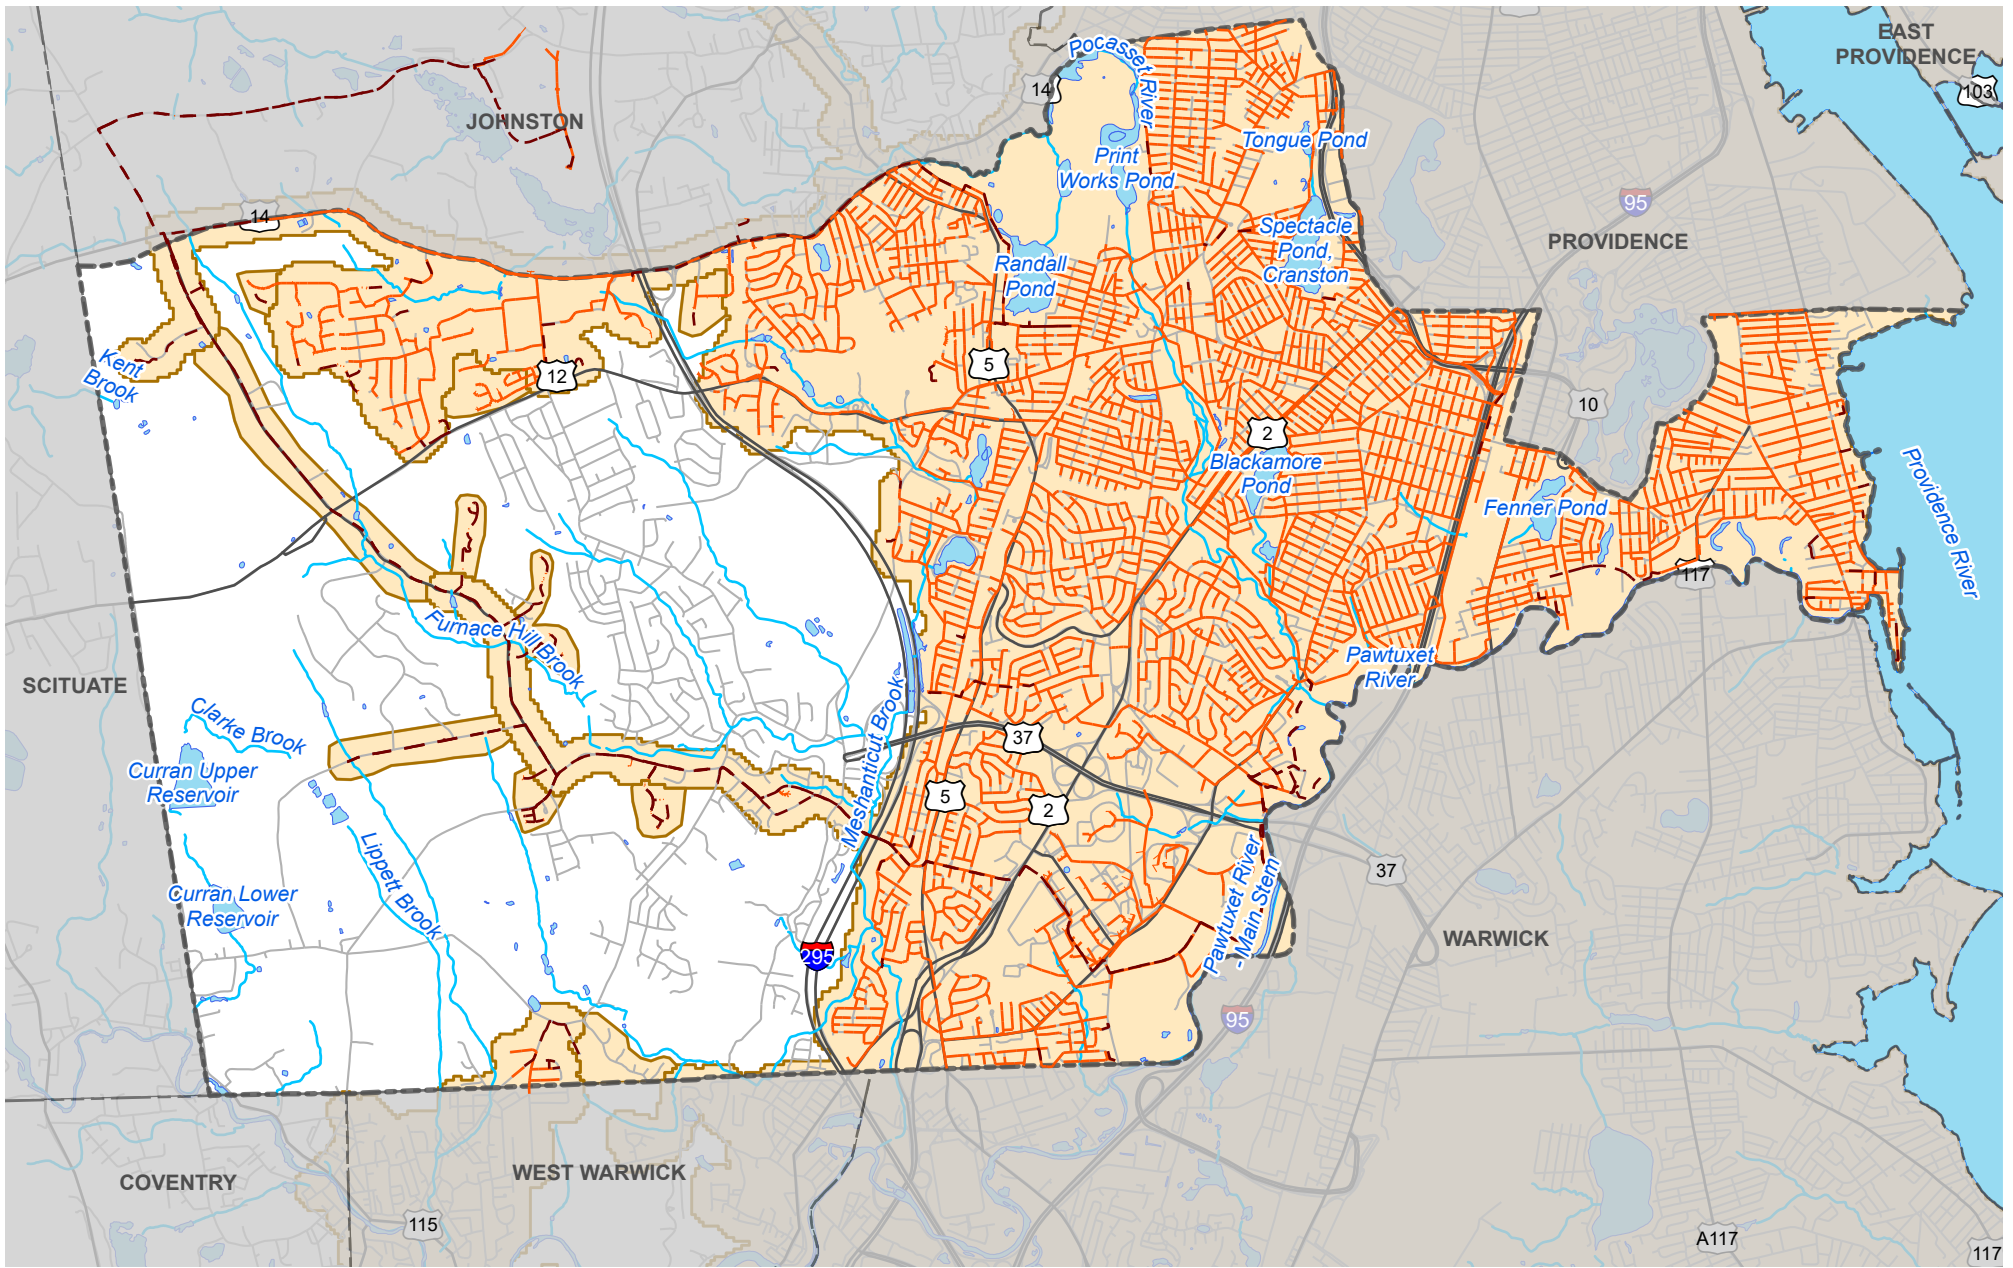 EAST
PROVIDENCE
103
Pocasset River
14
JOHNSTON
Tongue Pond
Print
Works Pond
95
14
Spectacle
Pond,
Cranston
PROVIDENCE
Randall
Pond
Kent
Brook
12
5
10
2
Blackamore
Pond
Providence River
Fenner Pond
117
Furnace Hill Brook
Pawtuxet
River
SCITUATE
Clarke Brook
Meshanticut Brook
37
Curran Upper
Reservoir
5
2
Lippett Brook
37
Curran Lower
Reservoir
Pawtuxet River
- Main Stem
WARWICK
295
95
COVENTRY
WEST WARWICK
115
A117
117